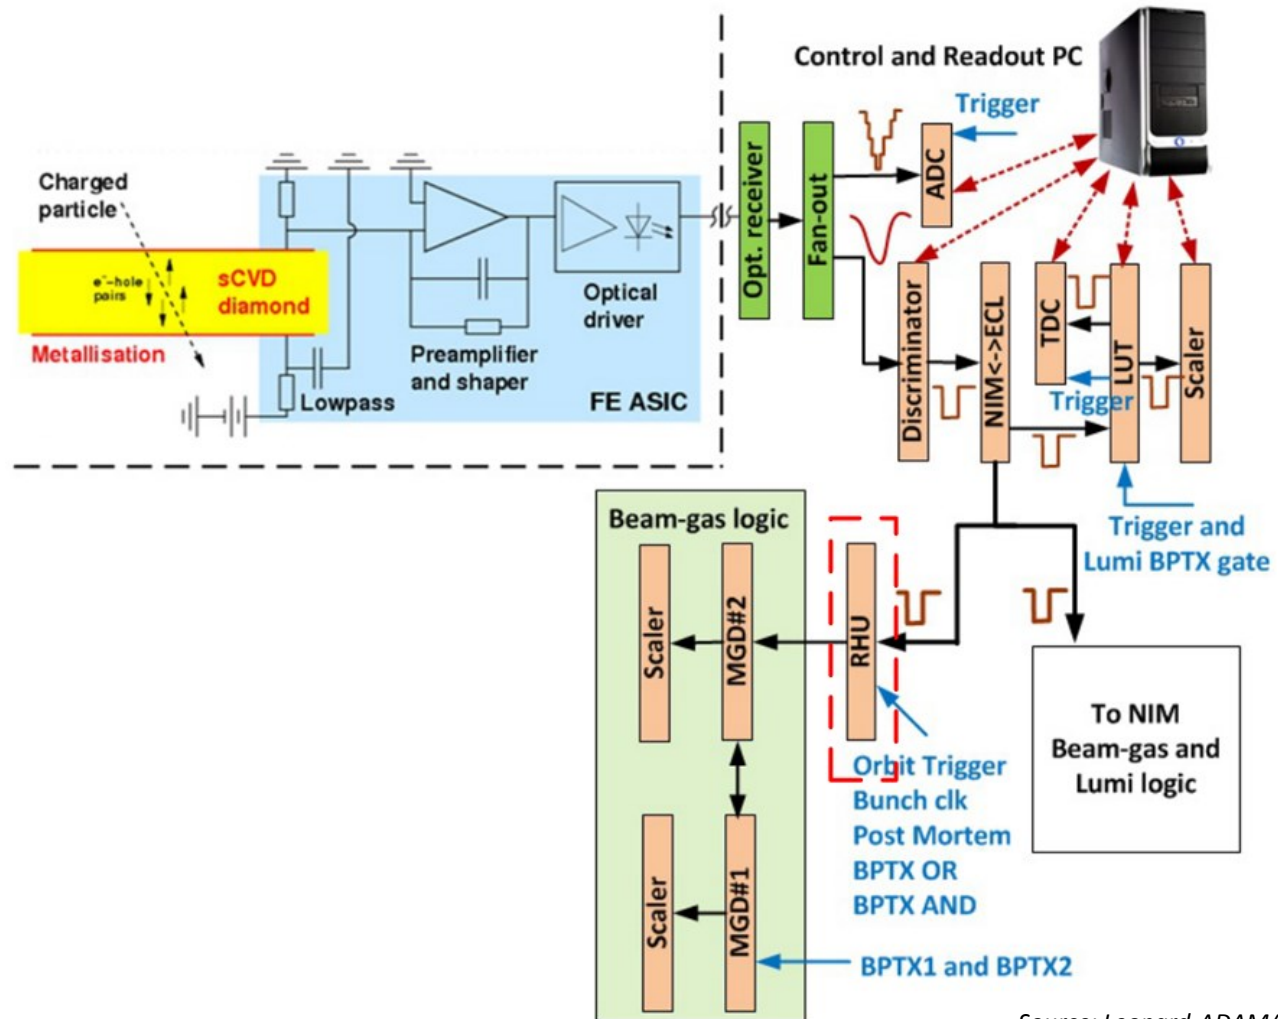 Control and Readout PC
Trigger
Charged
particle
e⁻-hole
pairs
sCVD
diamond
Metallisation
Lowpass
Preamplifier
and shaper
Optical
driver
FE ASIC
Opt. receiver
Fan-out
ADC
Discriminator
NIM<->ECL
TDC
LUT
Scaler
Trigger
Trigger and
Lumi BPTX gate
Beam-gas logic
Scaler
MGD#2
RHU
To NIM
Beam-gas and
Lumi logic
Orbit Trigger
Bunch clk
Post Mortem
BPTX OR
BPTX AND
Scaler
MGD#1
BPTX1 and BPTX2